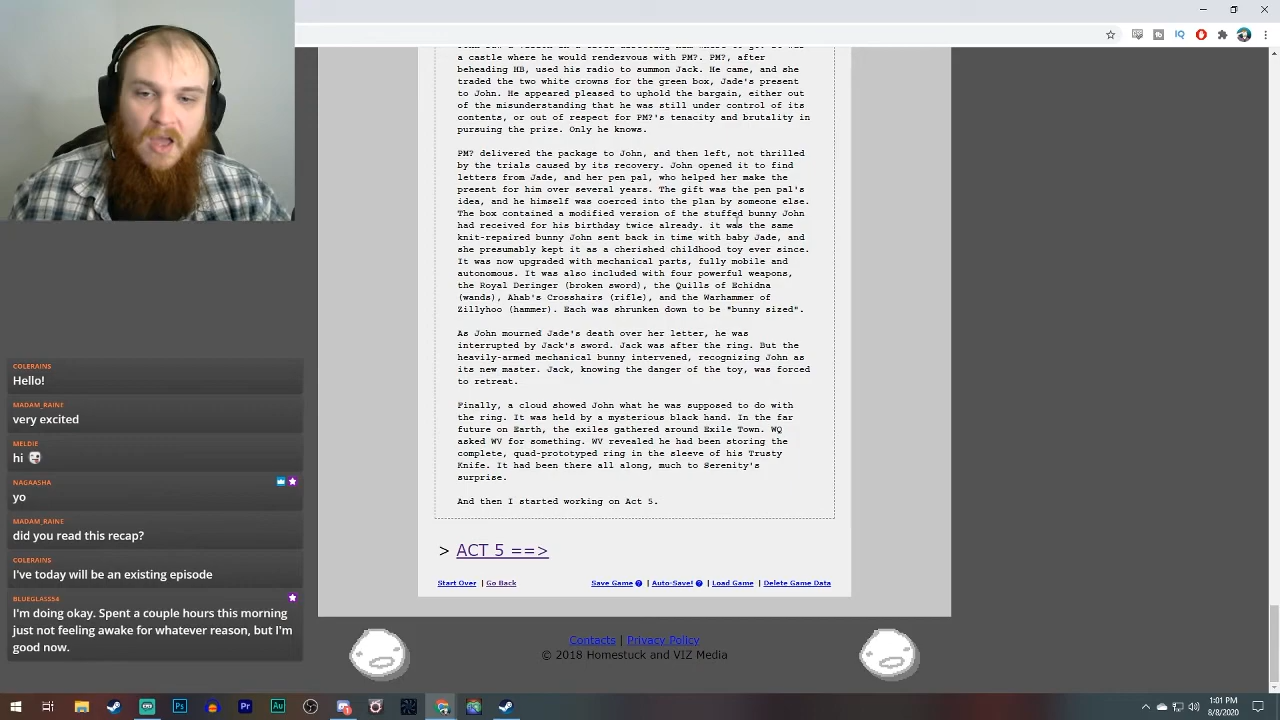 a castle where he would rendezvous with PM?. PM?, after
beheading HB, used his radio to summon Jack. He came, and she
traded the two white crowns for the green box, Jade's present
to John. He appeared pleased to uphold the bargain, either out
of the misunderstanding that he was still under control of its
contents, or out of respect for PM?'s tenacity and brutality in
pursuing the prize. Only he knows.
PM? delivered the package to John, and then left, not thrilled
by the trials caused by its recovery. John opened it to find
letters from Jade, and her pen pal, who helped her make the
present for him over several years. The gift was the pen pal's
idea, and he himself was coerced into the plan by someone else.
The box contained a modified version of the stuffed bunny John
had received for his birthday twice already. it was the same
knit-repaired bunny John sent back in time with baby Jade, and
she presumably kept it as a cherished childhood toy ever since.
It was now upgraded with mechanical parts, fully mobile and
autonomous. It was also included with four powerful weapons,
the Royal Deringer (broken sword), the Quills of Echidna
(wands), Ahab's Crosshairs (rifle), and the Warhammer of
Zillyhoo (hammer). Each was shrunken down to be "bunny sized".
As John mourned Jade's death over her letter, he was
interrupted by Jack's sword. Jack was after the ring. But the
heavily-armed mechanical bunny intervened, recognizing John as
its new master. Jack, knowing the danger of the toy, was forced
to retreat.
Finally, a cloud showed John what he was supposed to do with
the ring. It was held by a mysterious black hand. In the far
future on Earth, the exiles gathered around Exile Town. WQ
asked WV for something. WV revealed he had been storing the
complete, quad-prototyped ring in the sleeve of his Trusty
Knife. It had been there all along, much to Serenity's
surprise.
And then I started working on Act 5.
> ACT 5 ==>
Start Over | Go Back Save Game ? | Auto-Save! ? | Load Game | Delete Game Data
Contacts | Privacy Policy
© 2018 Homestuck and VIZ Media
COLERAINS
Hello!
MADAM_RAINE
very excited
MELDIE
hi
NAGAASHA
yo
MADAM_RAINE
did you read this recap?
COLERAINS
I've today will be an existing episode
BLUEGLASS54
I'm doing okay. Spent a couple hours this morning
just not feeling awake for whatever reason, but I'm
good now.
IQ
Ps
Pr
Au
1:01 PM
8/8/2020